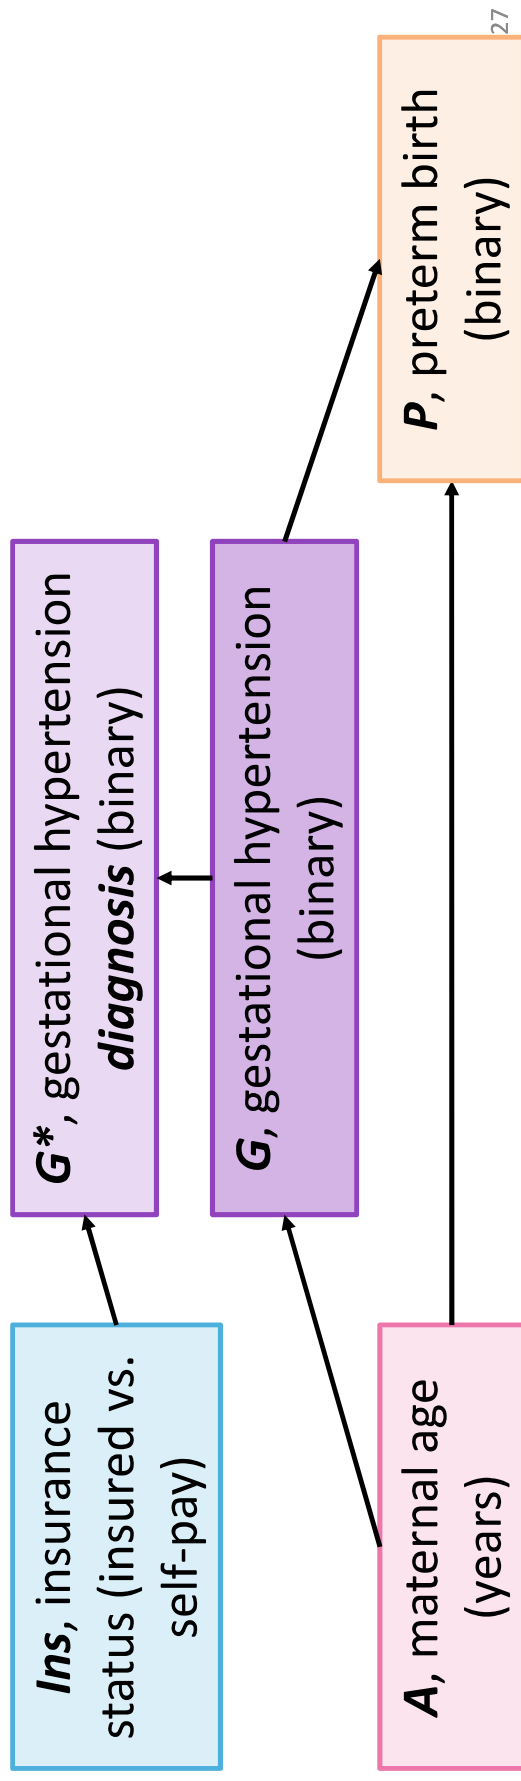 Ins, insurance
status (insured vs.
self-pay)
G*, gestational hypertension
diagnosis (binary)
G, gestational hypertension
(binary)
A, maternal age
(years)
P, preterm birth
(binary)
27